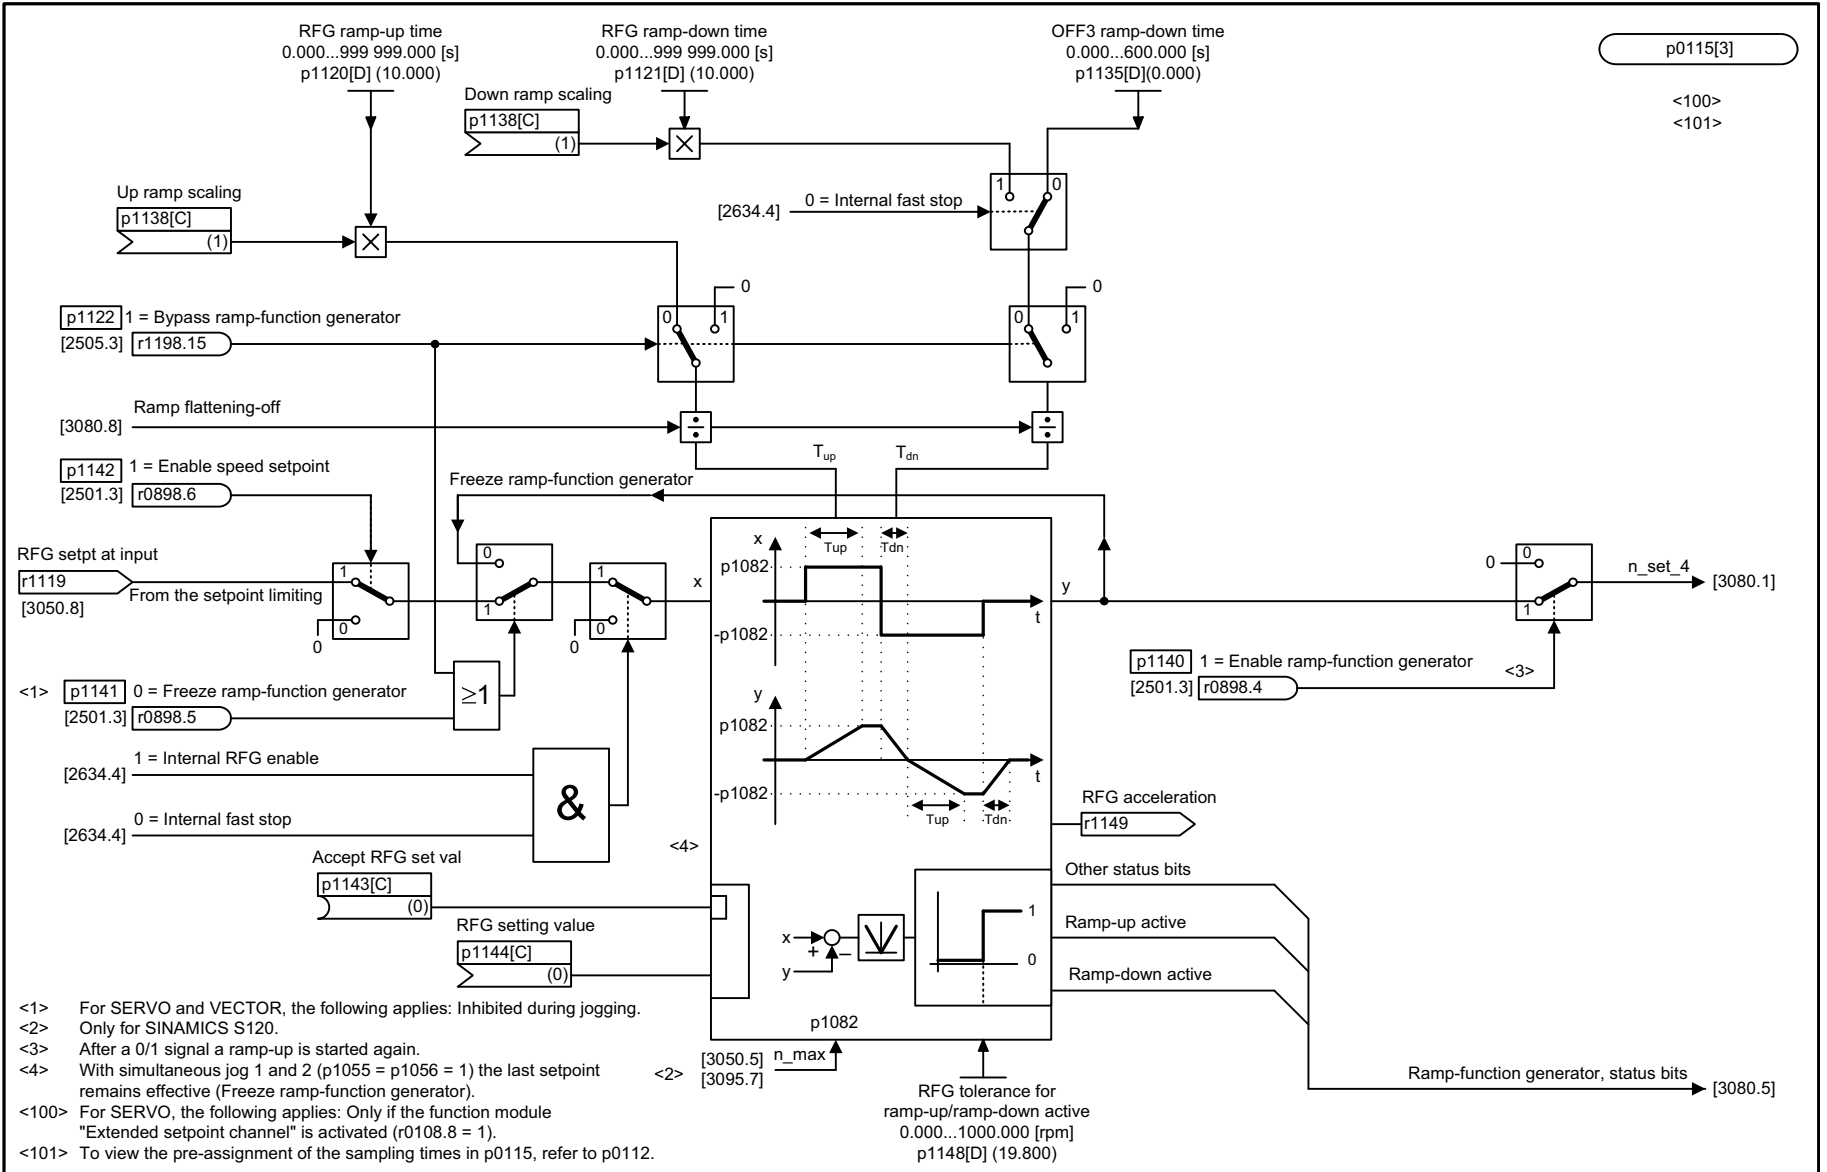 RFG ramp-up time
0.000...999 999.000 [s]
p1120[D] (10.000)
RFG ramp-down time
0.000...999 999.000 [s]
p1121[D] (10.000)
OFF3 ramp-down time
0.000...600.000 [s]
p1135[D](0.000)
p0115[3]
<100>
<101>
Down ramp scaling
p1138[C]
(1)
Up ramp scaling
p1138[C]
(1)
1
0
[2634.4]
0 = Internal fast stop
0
0
0
1
0
1
p1122
1 = Bypass ramp-function generator
[2505.3]
r1198.15
Ramp flattening-off
[3080.8]
÷
÷
Tup
Tdn
p1142
1 = Enable speed setpoint
[2501.3]
r0898.6
Freeze ramp-function generator
RFG setpt at input
r1119
From the setpoint limiting
[3050.8]
1
0
0
0
1
1
0
0
x
x
Tup
Tdn
p1082
-p1082
t
y
0
0
1
n_set_4
[3080.1]
p1140
1 = Enable ramp-function generator
<3>
[2501.3]
r0898.4
<1>
p1141
0 = Freeze ramp-function generator
[2501.3]
r0898.5
≥1
y
p1082
-p1082
t
Tup
Tdn
1 = Internal RFG enable
[2634.4]
&
0 = Internal fast stop
[2634.4]
RFG acceleration
r1149
<4>
Accept RFG set val
p1143[C]
(0)
RFG setting value
p1144[C]
(0)
x
+
–
y
1
0
Other status bits
Ramp-up active
Ramp-down active
p1082
<2>
[3050.5]
[3095.7]
n_max
RFG tolerance for
ramp-up/ramp-down active
0.000...1000.000 [rpm]
p1148[D] (19.800)
Ramp-function generator, status bits
[3080.5]
<1> For SERVO and VECTOR, the following applies: Inhibited during jogging.
<2> Only for SINAMICS S120.
<3> After a 0/1 signal a ramp-up is started again.
<4> With simultaneous jog 1 and 2 (p1055 = p1056 = 1) the last setpoint
remains effective (Freeze ramp-function generator).
<100> For SERVO, the following applies: Only if the function module
"Extended setpoint channel" is activated (r0108.8 = 1).
<101> To view the pre-assignment of the sampling times in p0115, refer to p0112.